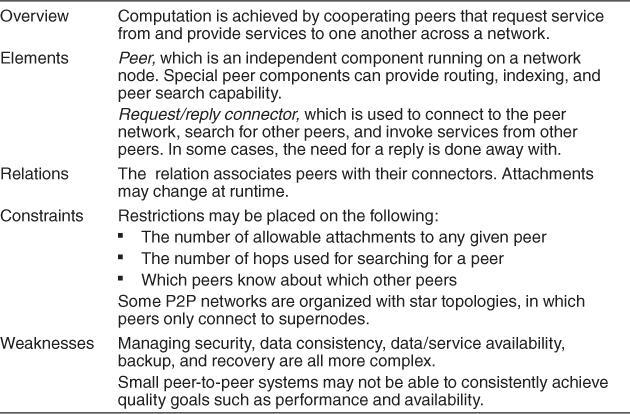 Overview
Computation is achieved by cooperating peers that request service
from and provide services to one another across a network.
Elements
Peer, which is an independent component running on a network
node. Special peer components can provide routing, indexing, and
peer search capability.
Request/reply connector, which is used to connect to the peer
network, search for other peers, and invoke services from other
peers. In some cases, the need for a reply is done away with.
Relations
The relation associates peers with their connectors. Attachments
may change at runtime.
Constraints
Restrictions may be placed on the following:
▪ The number of allowable attachments to any given peer
▪ The number of hops used for searching for a peer
▪ Which peers know about which other peers
Some P2P networks are organized with star topologies, in which
peers only connect to supernodes.
Weaknesses
Managing security, data consistency, data/service availability,
backup, and recovery are all more complex.
Small peer-to-peer systems may not be able to consistently achieve
quality goals such as performance and availability.